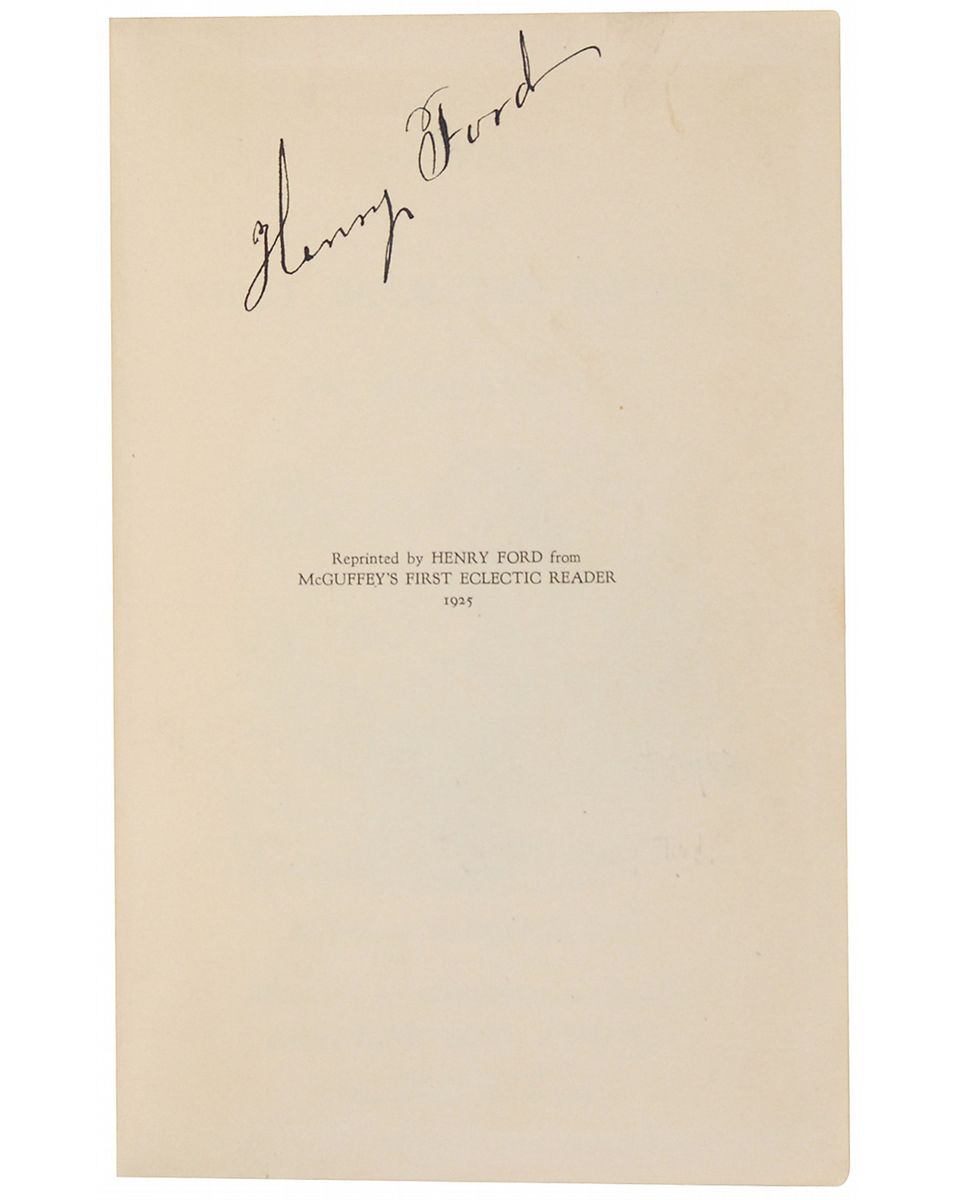 Henry Ford
Reprinted by HENRY FORD from
McGUFFEY'S FIRST ECLECTIC READER
1925